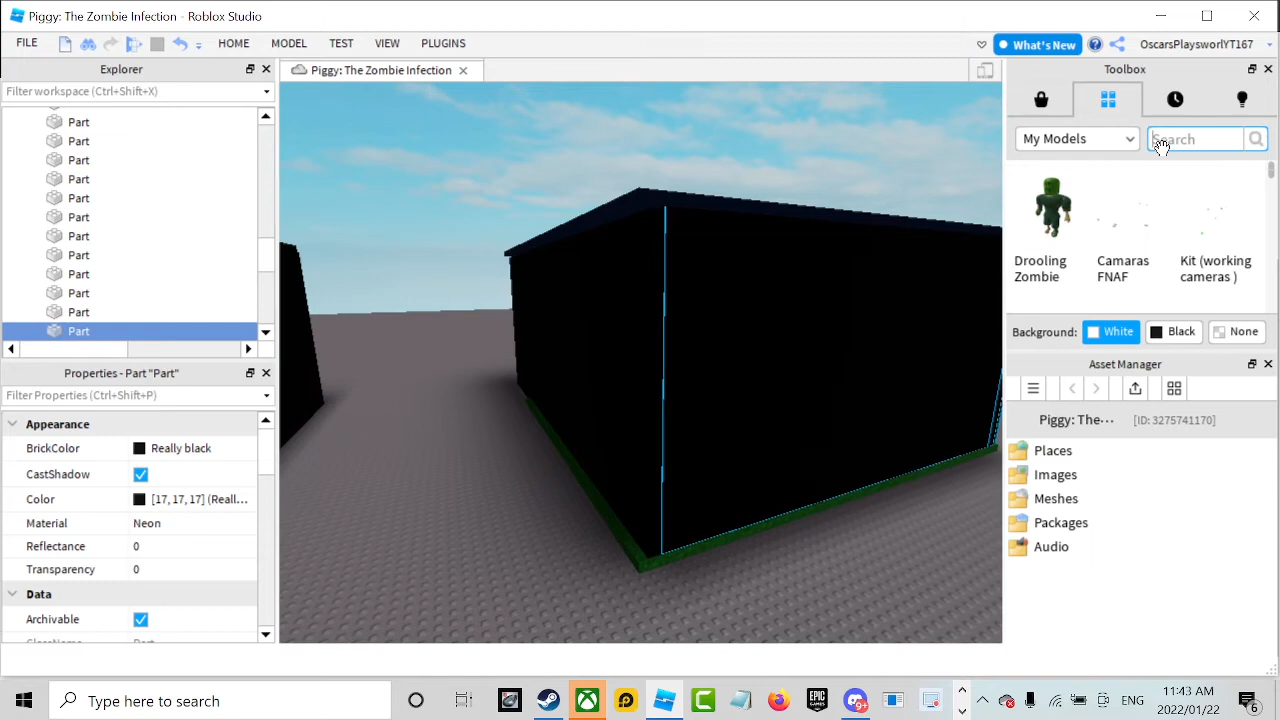 Piggy: The Zombie Infection - Roblox Studio
FILE
HOME
MODEL
TEST
VIEW
PLUGINS
What's New
OscarsPlaysworlYT167
Explorer
Filter workspace (Ctrl+Shift+X)
Part
Part
Part
Part
Part
Part
Part
Part
Part
Part
Part
Part
Properties - Part "Part"
Filter Properties (Ctrl+Shift+P)
Appearance
BrickColor Really black
CastShadow
Color [17, 17, 17] (Reall...
Material Neon
Reflectance 0
Transparency 0
Data
Archivable
ClassName Part
Piggy: The Zombie Infection
Toolbox
My Models
Search
Drooling
Zombie
Camaras
FNAF
Kit (working
cameras )
Background: White Black None
Asset Manager
Piggy: The··· [ID: 3275741170]
Places
Images
Meshes
Packages
Audio
Type here to search
ENG
11:43 AM
2022/01/22
6